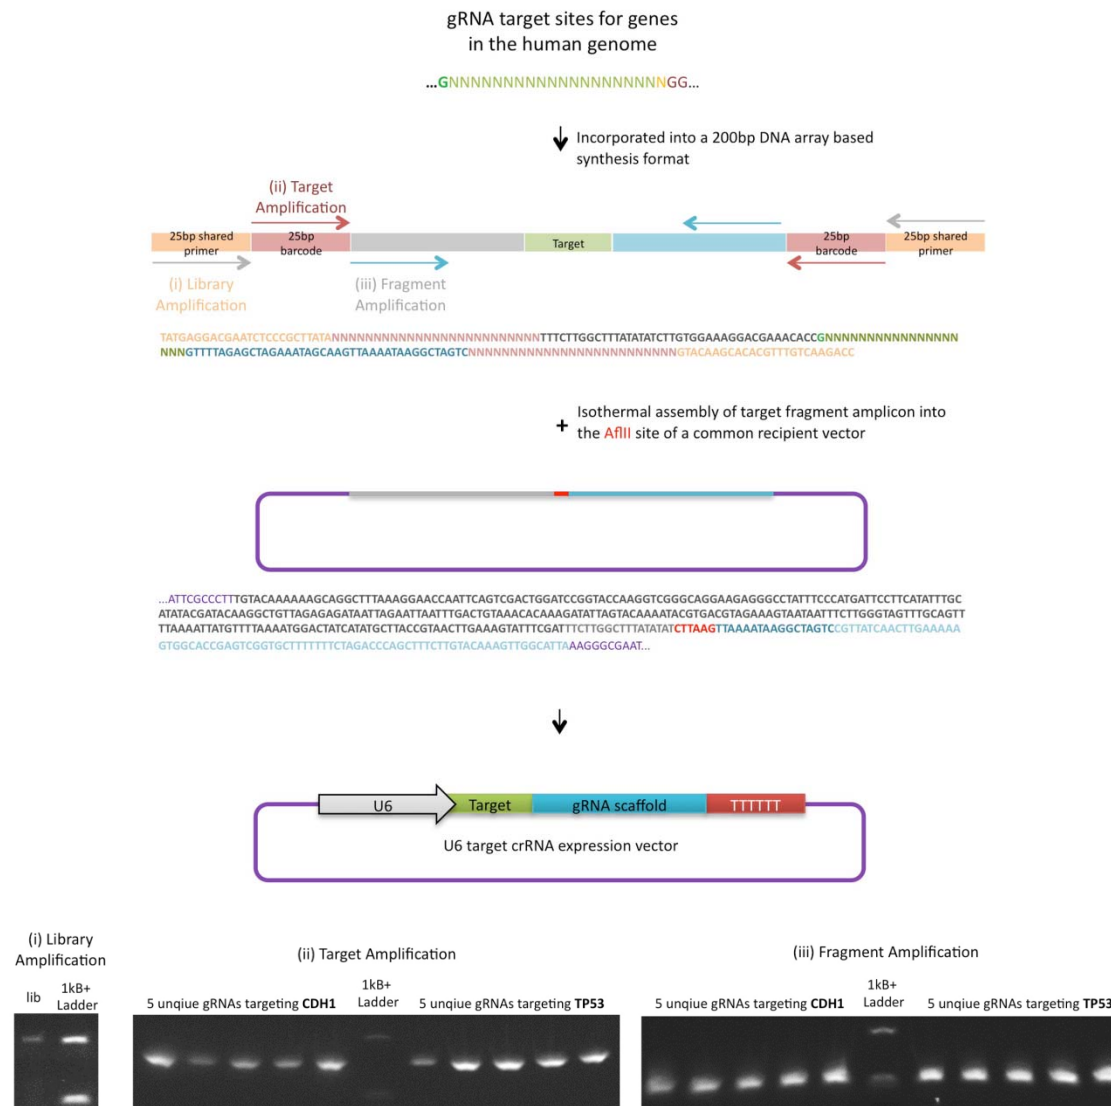 gRNA target sites for genes
in the human genome
...GNNNNNNNNNNNNNNNNNNNNGG...
Incorporated into a 200bp DNA array based
synthesis format
(ii) Target
Amplification
25bp shared
primer
25bp
barcode
Target
25bp
barcode
25bp shared
primer
(i) Library
Amplification
(iii) Fragment
Amplification
TATGAGGACGAATCTCCCGCTTATANNNNNNNNNNNNNNNNNNNNNNNNNTTTCTTGGCTTTATATATCTTGTGGAAAGGACGAAACACCGNNNNNNNNNNNNNNNN
NNNGTTTTAGAGCTAGAAATAGCAAGTTAAAATAAGGCTAGTCNNNNNNNNNNNNNNNNNNNNNNNNNGTACAAGCACACGTTTGTCAAGACC
+
Isothermal assembly of target fragment amplicon into
the AflII site of a common recipient vector
...ATTCGCCCTTTGTACAAAAAAGCAGGCTTTAAAGGAACCAATTCAGTCGACTGGATCCGGTACCAAGGTCGGGCAGGAAGAGGGCCTATTTCCCATGATTCCTTCATATTTGC
ATATACGATACAAGGCTGTTAGAGAGATAATTAGAATTAATTTGACTGTAAACACAAAGATATTAGTACAAAATACGTGACGTAGAAAGTAATAATTTCTTGGGTAGTTTGCAGTT
TTAAAATTATGTTTTAAAATGGACTATCATATGCTTACCGTAACTTGAAAGTATTTCGATTTCTTGGCTTTATATATCTTAAGTTAAAATAAGGCTAGTCCGTTATCAACTTGAAAAA
GTGGCACCGAGTCGGTGCTTTTTTTCTAGACCCAGCTTTCTTGTACAAAGTTGGCATTAAAGGGCGAAT...
U6
Target
gRNA scaffold
TTTTTT
U6 target crRNA expression vector
(i) Library
Amplification
lib
1kB+
Ladder
(ii) Target Amplification
5 unqiue gRNAs targeting CDH1
1kB+
Ladder
5 unqiue gRNAs targeting TP53
(iii) Fragment Amplification
5 unqiue gRNAs targeting CDH1
1kB+
Ladder
5 unqiue gRNAs targeting TP53